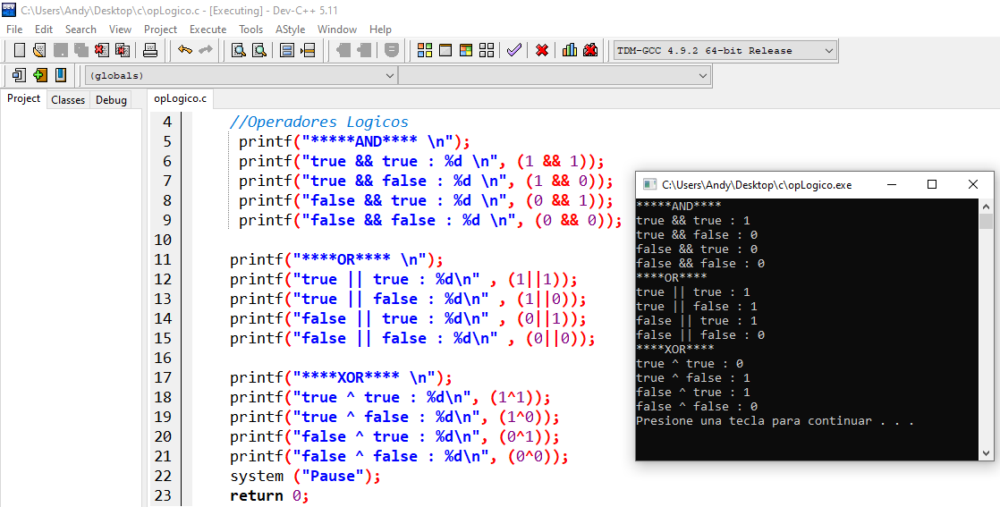 C:\Users\Andy\Desktop\c\opLogico.c - [Executing] - Dev-C++ 5.11
File Edit Search View Project Execute Tools AStyle Window Help
TDM-GCC 4.9.2 64-bit Release
(globals)
Project Classes Debug
opLogico.c
4 //Operadores Logicos
5 printf("*****AND**** \n");
6 printf("true && true : %d \n", (1 && 1));
7 printf("true && false : %d \n", (1 && 0));
8 printf("false && true : %d \n", (0 && 1));
9 printf("false && false : %d \n", (0 && 0));
10
11 printf("****OR**** \n");
12 printf("true || true : %d\n" , (1||1));
13 printf("true || false : %d\n" , (1||0));
14 printf("false || true : %d\n" , (0||1));
15 printf("false || false : %d\n" , (0||0));
16
17 printf("****XOR**** \n");
18 printf("true ^ true : %d\n", (1^1));
19 printf("true ^ false : %d\n", (1^0));
20 printf("false ^ true : %d\n", (0^1));
21 printf("false ^ false : %d\n", (0^0));
22 system ("Pause");
23 return 0;
C:\Users\Andy\Desktop\c\opLogico.exe
*****AND****
true && true : 1
true && false : 0
false && true : 0
false && false : 0
****OR****
true || true : 1
true || false : 1
false || true : 1
false || false : 0
****XOR****
true ^ true : 0
true ^ false : 1
false ^ true : 1
false ^ false : 0
Presione una tecla para continuar . . .